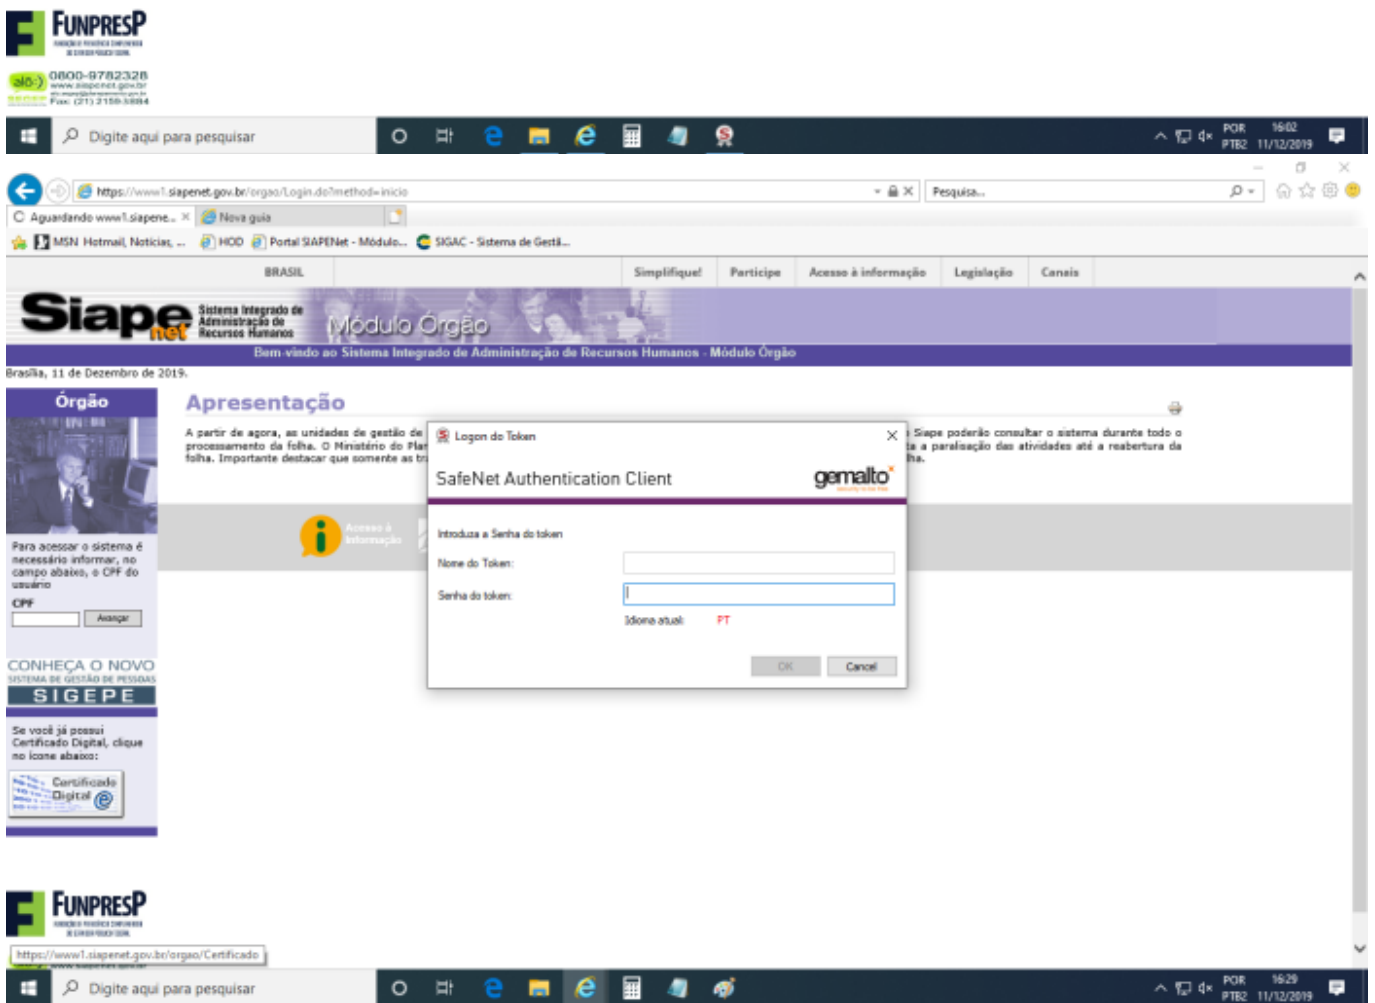 FUNPRESP
alô:)
0800-9782328
www.siapenet.gov.br
Fax: (21) 2159-3884
Digite aqui para pesquisar
POR
PTB2
16:02
11/12/2019
https://www1.siapenet.gov.br/orgao/Login.do?method=inicio
Pesquisa...
Aguardando www1.siapene...
Nova guia
MSN Hotmail, Notícias, ...
HOD
Portal SIAPENet - Módulo...
SIGAC - Sistema de Gestã...
BRASIL
Simplifique!
Participe
Acesso à informação
Legislação
Canais
Siape
net
Sistema Integrado de
Administração de
Recursos Humanos
Módulo Órgão
Bem-vindo ao Sistema Integrado de Administração de Recursos Humanos - Módulo Órgão
Brasília, 11 de Dezembro de 2019.
Órgão
Apresentação
A partir de agora, as unidades de gestão de
Siape poderão consultar o sistema durante todo o
processamento da folha. O Ministério do Plan
a a paralisação das atividades até a reabertura da
folha. Importante destacar que somente as tr
lha.
Logon do Token
SafeNet Authentication Client
gemalto
security to be free
Introduza a Senha do token
Nome do Token:
Senha do token:
Idioma atual:
PT
OK
Cancel
Acesso à
Informação
Para acessar o sistema é
necessário informar, no
campo abaixo, o CPF do
usuário
CPF
Avançar
CONHEÇA O NOVO
SISTEMA DE GESTÃO DE PESSOAS
SIGEPE
Se você já possui
Certificado Digital, clique
no ícone abaixo:
Certificado
Digital
FUNPRESP
https://www1.siapenet.gov.br/orgao/Certificado
Digite aqui para pesquisar
POR
PTB2
16:29
11/12/2019